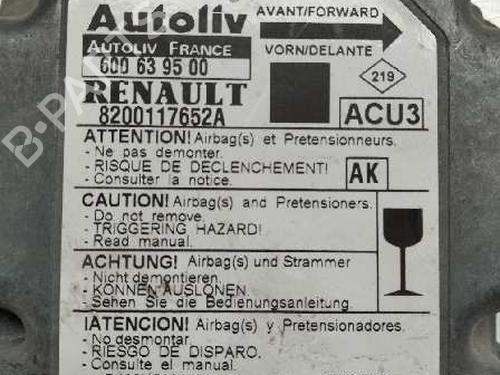 Autoliv
AVANT/FORWARD
AUTOLIV FRANCE
VORN/DELANTE
600 63 95 00
219
RENAULT
8200117652A
ACU3
ATTENTION! Airbag(s) et Pretensionneurs.
- Ne pas demonter.
- RISQUE DE DECLENCHEMENT!
- Consulter la notice.
AK
CAUTION! Airbag(s) and Pretensioners.
- Do not remove.
- TRIGGERING HAZARD!
- Read manual.
ACHTUNG! Airbag(s) und Strammer
- Nicht demontieren.
- KÖNNEN AUSLÖNEN.
- Sehen Sie die Bedienungsanleitung.
¡ATENCION! Airbag(s) y Pretensionadores.
- No desmontar.
- RIESGO DE DISPARO.
- Consulte el manual.